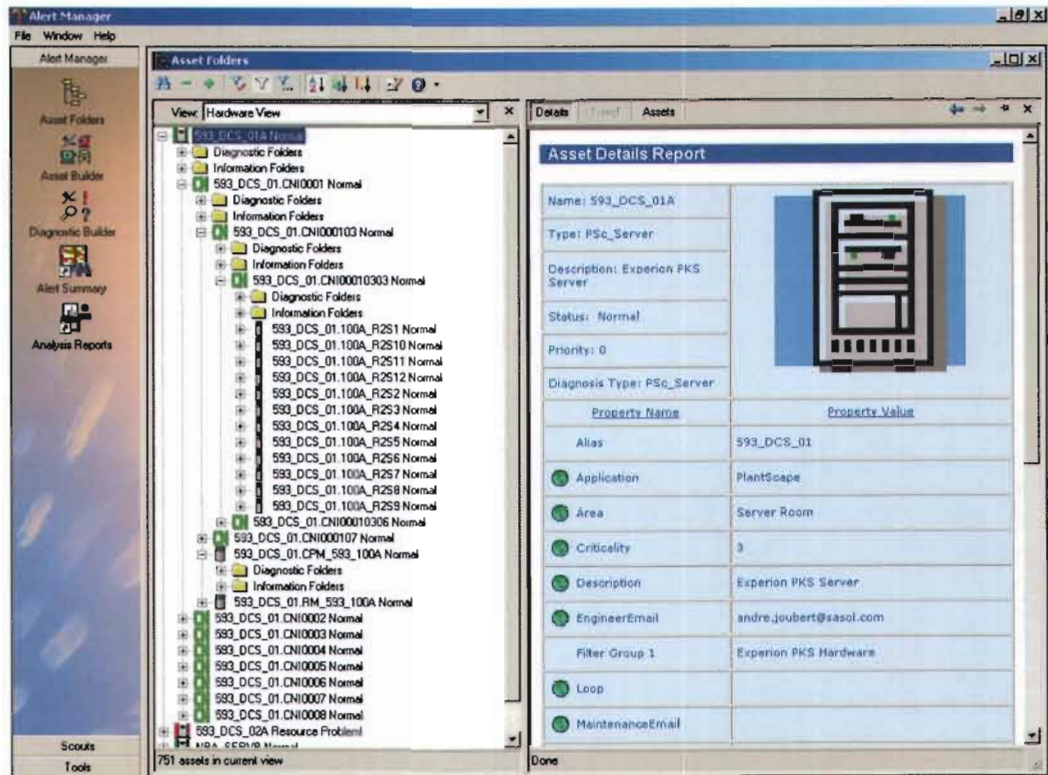 Alert Manager
File Window Help
Alert Manager
Asset Folders
Asset Builder
Diagnostic Builder
Alert Summary
Analysis Reports
Scouts
Tools
Asset Folders
View: Hardware View
593_DCS_01A Normal
Diagnostic Folders
Information Folders
593_DCS_01.CNI0001 Normal
Diagnostic Folders
Information Folders
593_DCS_01.CNI000103 Normal
Diagnostic Folders
Information Folders
593_DCS_01.CNI00010303 Normal
Diagnostic Folders
Information Folders
593_DCS_01.100A_R2S1 Normal
593_DCS_01.100A_R2S10 Normal
593_DCS_01.100A_R2S11 Normal
593_DCS_01.100A_R2S12 Normal
593_DCS_01.100A_R2S2 Normal
593_DCS_01.100A_R2S3 Normal
593_DCS_01.100A_R2S4 Normal
593_DCS_01.100A_R2S5 Normal
593_DCS_01.100A_R2S6 Normal
593_DCS_01.100A_R2S7 Normal
593_DCS_01.100A_R2S8 Normal
593_DCS_01.100A_R2S9 Normal
593_DCS_01.CNI00010306 Normal
593_DCS_01.CNI000107 Normal
593_DCS_01.CPM_593_100A Normal
Diagnostic Folders
Information Folders
593_DCS_01.RM_593_100A Normal
593_DCS_01.CNI0002 Normal
593_DCS_01.CNI0003 Normal
593_DCS_01.CNI0004 Normal
593_DCS_01.CNI0005 Normal
593_DCS_01.CNI0006 Normal
593_DCS_01.CNI0007 Normal
593_DCS_01.CNI0008 Normal
593_DCS_02A Resource Problem!
751 assets in current view
Details Assets
Asset Details Report
Name: 593_DCS_01A
Type: PSc_Server
Description: Experion PKS
Server
Status: Normal
Priority: 0
Diagnosis Type: PSc_Server
Property Name Property Value
Alias 593_DCS_01
Application PlantScape
Area Server Room
Criticality 3
Description Experion PKS Server
EngineerEmail andre.joubert@sasol.com
Filter Group 1 Experion PKS Hardware
Loop
MaintenanceEmail
Done